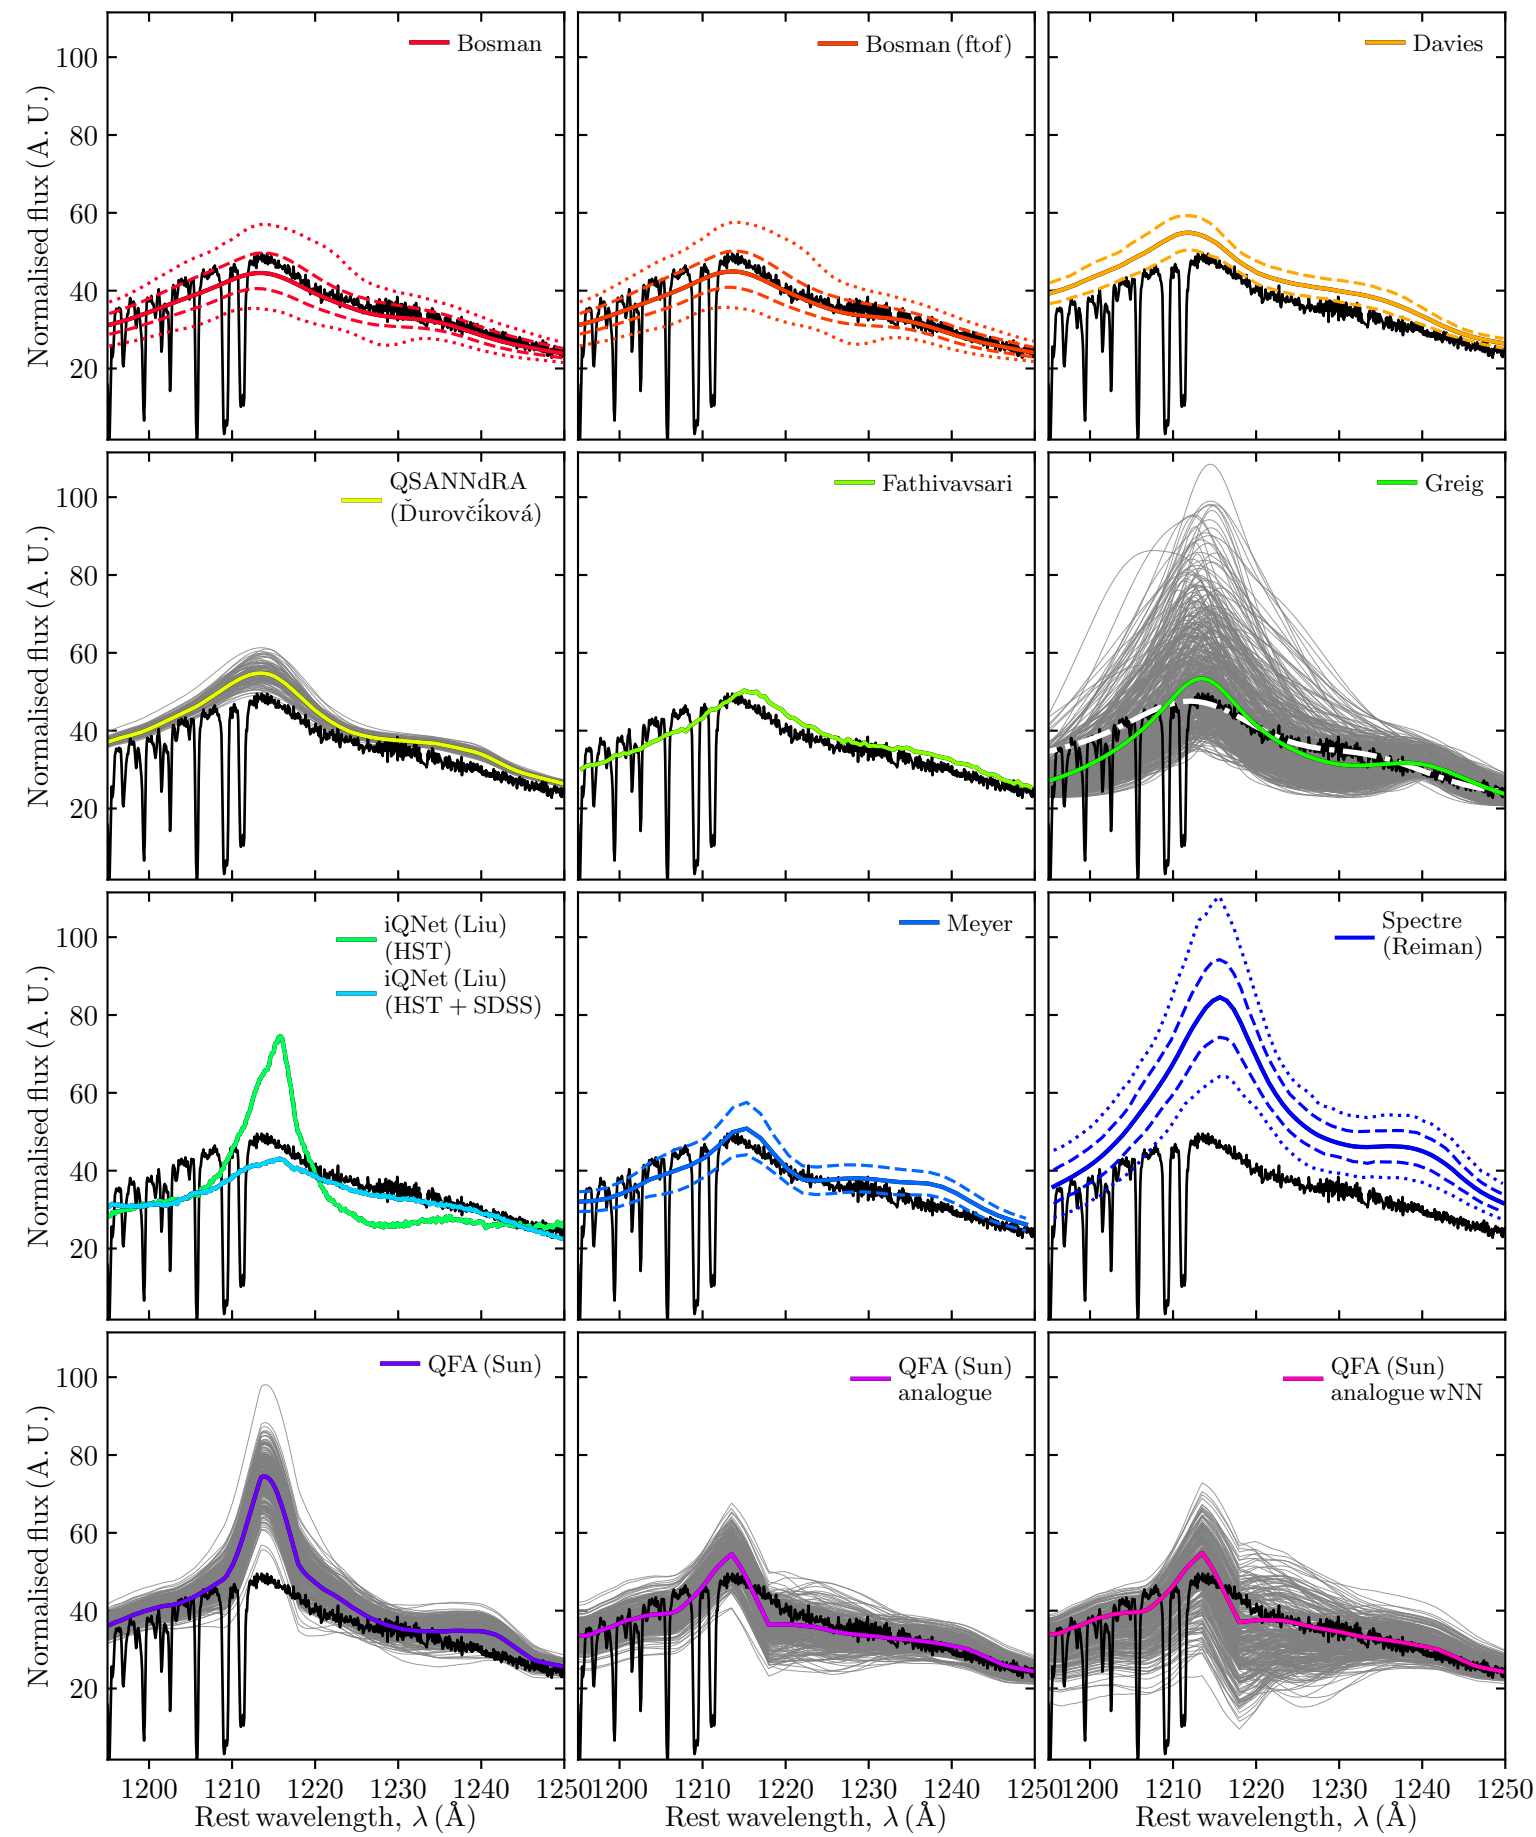 Bosman
Bosman (ftof)
Davies
100
80
60
40
20
Normalised flux (A. U.)
QSANNdRA
(Ďurovčíková)
Fathivavsari
Greig
100
80
60
40
20
Normalised flux (A. U.)
iQNet (Liu)
(HST)
iQNet (Liu)
(HST + SDSS)
Meyer
Spectre
(Reiman)
100
80
60
40
20
Normalised flux (A. U.)
QFA (Sun)
QFA (Sun)
analogue
QFA (Sun)
analogue wNN
100
80
60
40
20
Normalised flux (A. U.)
1200 1210 1220 1230 1240 1250 1200 1210 1220 1230 1240 1250 1200 1210 1220 1230 1240 1250
Rest wavelength, λ (Å) Rest wavelength, λ (Å) Rest wavelength, λ (Å)